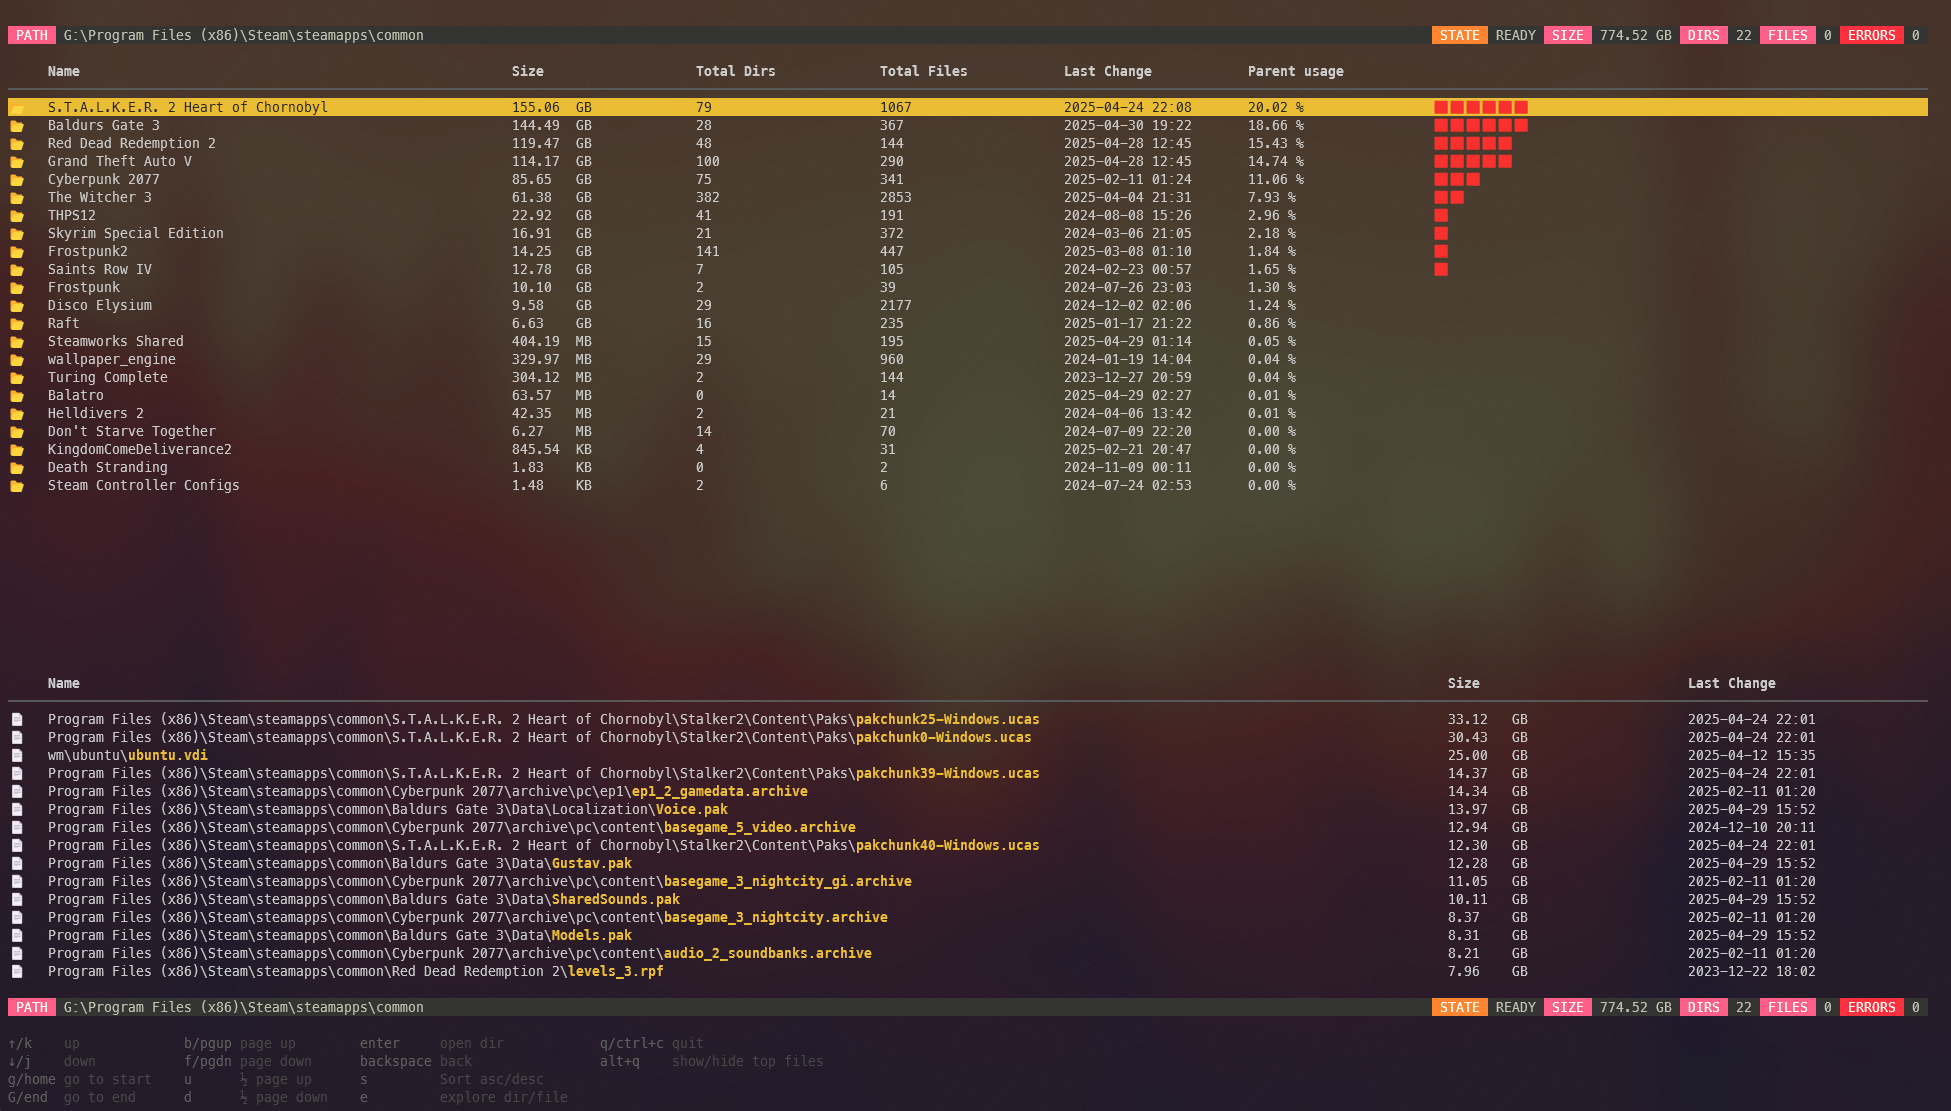 PATH G:\Program Files (x86)\Steam\steamapps\common STATE READY SIZE 774.52 GB DIRS 22 FILES 0 ERRORS 0
Name Size Total Dirs Total Files Last Change Parent usage
S.T.A.L.K.E.R. 2 Heart of Chornobyl 155.06 GB 79 1067 2025-04-24 22:08 20.02 %
Baldurs Gate 3 144.49 GB 28 367 2025-04-30 19:22 18.66 %
Red Dead Redemption 2 119.47 GB 48 144 2025-04-28 12:45 15.43 %
Grand Theft Auto V 114.17 GB 100 290 2025-04-28 12:45 14.74 %
Cyberpunk 2077 85.65 GB 75 341 2025-02-11 01:24 11.06 %
The Witcher 3 61.38 GB 382 2853 2025-04-04 21:31 7.93 %
THPS12 22.92 GB 41 191 2024-08-08 15:26 2.96 %
Skyrim Special Edition 16.91 GB 21 372 2024-03-06 21:05 2.18 %
Frostpunk2 14.25 GB 141 447 2025-03-08 01:10 1.84 %
Saints Row IV 12.78 GB 7 105 2024-02-23 00:57 1.65 %
Frostpunk 10.10 GB 2 39 2024-07-26 23:03 1.30 %
Disco Elysium 9.58 GB 29 2177 2024-12-02 02:06 1.24 %
Raft 6.63 GB 16 235 2025-01-17 21:22 0.86 %
Steamworks Shared 404.19 MB 15 195 2025-04-29 01:14 0.05 %
wallpaper_engine 329.97 MB 29 960 2024-01-19 14:04 0.04 %
Turing Complete 304.12 MB 2 144 2023-12-27 20:59 0.04 %
Balatro 63.57 MB 0 14 2025-04-29 02:27 0.01 %
Helldivers 2 42.35 MB 2 21 2024-04-06 13:42 0.01 %
Don't Starve Together 6.27 MB 14 70 2024-07-09 22:20 0.00 %
KingdomComeDeliverance2 845.54 KB 4 31 2025-02-21 20:47 0.00 %
Death Stranding 1.83 KB 0 2 2024-11-09 00:11 0.00 %
Steam Controller Configs 1.48 KB 2 6 2024-07-24 02:53 0.00 %
Name Size Last Change
Program Files (x86)\Steam\steamapps\common\S.T.A.L.K.E.R. 2 Heart of Chornobyl\Stalker2\Content\Paks\pakchunk25-Windows.ucas 33.12 GB 2025-04-24 22:01
Program Files (x86)\Steam\steamapps\common\S.T.A.L.K.E.R. 2 Heart of Chornobyl\Stalker2\Content\Paks\pakchunk0-Windows.ucas 30.43 GB 2025-04-24 22:01
wm\ubuntu\ubuntu.vdi 25.00 GB 2025-04-12 15:35
Program Files (x86)\Steam\steamapps\common\S.T.A.L.K.E.R. 2 Heart of Chornobyl\Stalker2\Content\Paks\pakchunk39-Windows.ucas 14.37 GB 2025-04-24 22:01
Program Files (x86)\Steam\steamapps\common\Cyberpunk 2077\archive\pc\ep1\ep1_2_gamedata.archive 14.34 GB 2025-02-11 01:20
Program Files (x86)\Steam\steamapps\common\Baldurs Gate 3\Data\Localization\Voice.pak 13.97 GB 2025-04-29 15:52
Program Files (x86)\Steam\steamapps\common\Cyberpunk 2077\archive\pc\content\basegame_5_video.archive 12.94 GB 2024-12-10 20:11
Program Files (x86)\Steam\steamapps\common\S.T.A.L.K.E.R. 2 Heart of Chornobyl\Stalker2\Content\Paks\pakchunk40-Windows.ucas 12.30 GB 2025-04-24 22:01
Program Files (x86)\Steam\steamapps\common\Baldurs Gate 3\Data\Gustav.pak 12.28 GB 2025-04-29 15:52
Program Files (x86)\Steam\steamapps\common\Cyberpunk 2077\archive\pc\content\basegame_3_nightcity_gi.archive 11.05 GB 2025-02-11 01:20
Program Files (x86)\Steam\steamapps\common\Baldurs Gate 3\Data\SharedSounds.pak 10.11 GB 2025-04-29 15:52
Program Files (x86)\Steam\steamapps\common\Cyberpunk 2077\archive\pc\content\basegame_3_nightcity.archive 8.37 GB 2025-02-11 01:20
Program Files (x86)\Steam\steamapps\common\Baldurs Gate 3\Data\Models.pak 8.31 GB 2025-04-29 15:52
Program Files (x86)\Steam\steamapps\common\Cyberpunk 2077\archive\pc\content\audio_2_soundbanks.archive 8.21 GB 2025-02-11 01:20
Program Files (x86)\Steam\steamapps\common\Red Dead Redemption 2\levels_3.rpf 7.96 GB 2023-12-22 18:02
PATH G:\Program Files (x86)\Steam\steamapps\common STATE READY SIZE 774.52 GB DIRS 22 FILES 0 ERRORS 0
↑/k up b/pgup page up enter open dir q/ctrl+c quit
↓/j down f/pgdn page down backspace back alt+q show/hide top files
g/home go to start u ½ page up s Sort asc/desc
G/end go to end d ½ page down e explore dir/file